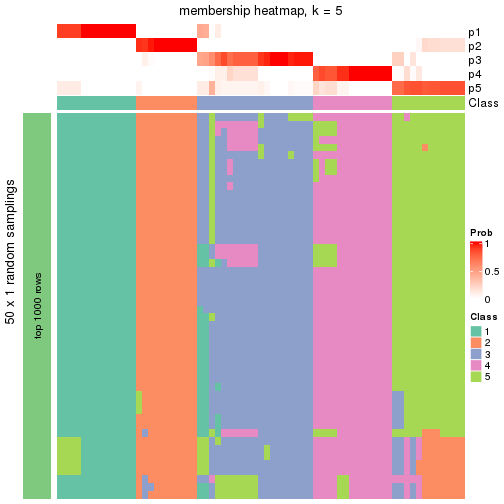 membership heatmap, k = 5
p1
p2
p3
p4
p5
Class
50 x 1 random samplings
top 1000 rows
Prob
1
0.5
0
Class
1
2
3
4
5